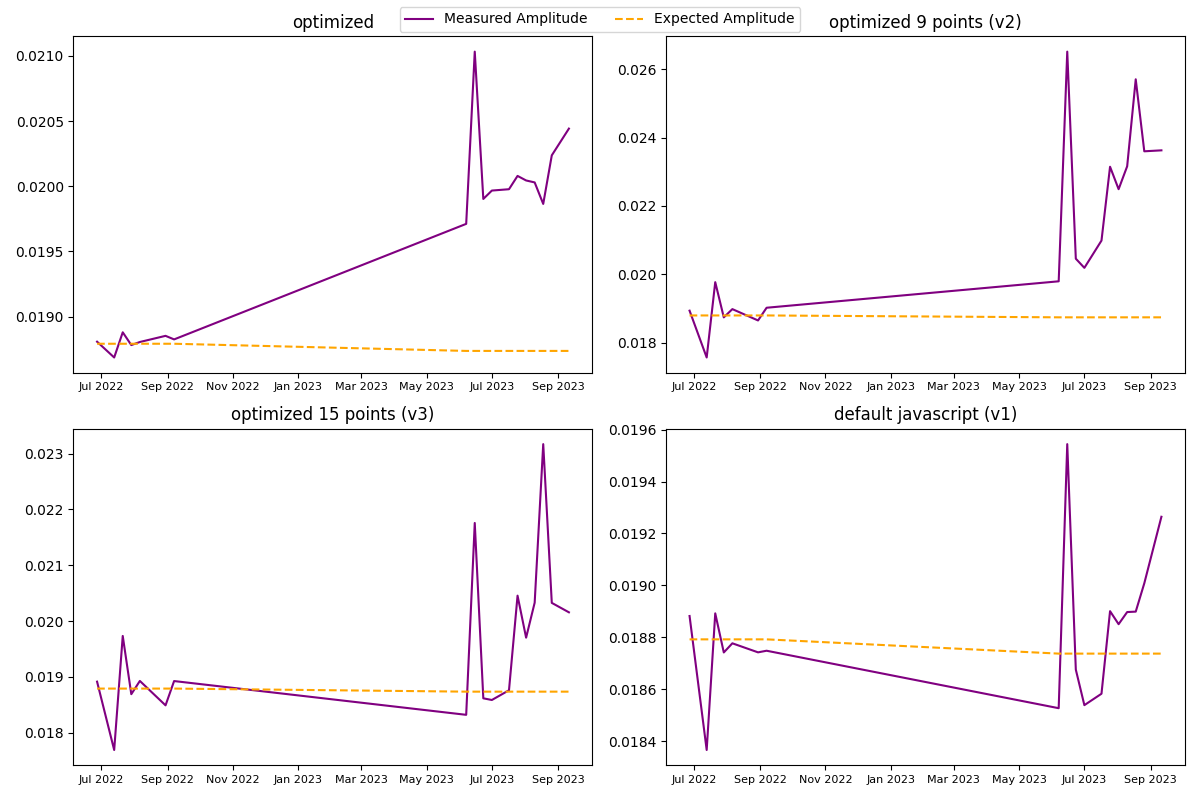 Measured Amplitude Expected Amplitude
optimized
0.0210
0.0205
0.0200
0.0195
0.0190
Jul 2022 Sep 2022 Nov 2022 Jan 2023 Mar 2023 May 2023 Jul 2023 Sep 2023
optimized 9 points (v2)
0.026
0.024
0.022
0.020
0.018
Jul 2022 Sep 2022 Nov 2022 Jan 2023 Mar 2023 May 2023 Jul 2023 Sep 2023
optimized 15 points (v3)
0.023
0.022
0.021
0.020
0.019
0.018
Jul 2022 Sep 2022 Nov 2022 Jan 2023 Mar 2023 May 2023 Jul 2023 Sep 2023
default javascript (v1)
0.0196
0.0194
0.0192
0.0190
0.0188
0.0186
0.0184
Jul 2022 Sep 2022 Nov 2022 Jan 2023 Mar 2023 May 2023 Jul 2023 Sep 2023